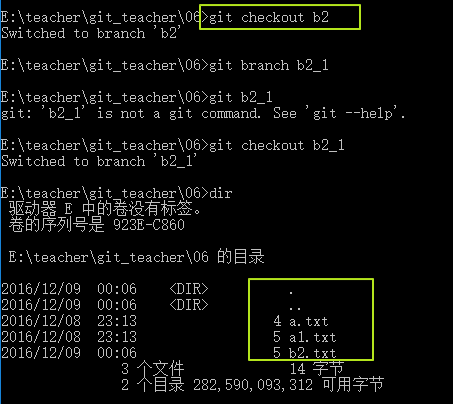 E:\teacher\git_teacher\06>git checkout b2
Switched to branch 'b2'
E:\teacher\git_teacher\06>git branch b2_1
E:\teacher\git_teacher\06>git b2_1
git: 'b2_1' is not a git command. See 'git --help'.
E:\teacher\git_teacher\06>git checkout b2_1
Switched to branch 'b2_1'
E:\teacher\git_teacher\06>dir
驱动器 E 中的卷没有标签。
卷的序列号是 923E-C860
E:\teacher\git_teacher\06 的目录
2016/12/09  00:06    <DIR>          .
2016/12/09  00:06    <DIR>          ..
2016/12/08  23:13                 4 a.txt
2016/12/08  23:13                 5 a1.txt
2016/12/09  00:06                 5 b2.txt
3 个文件             14 字节
2 个目录 282,590,093,312 可用字节